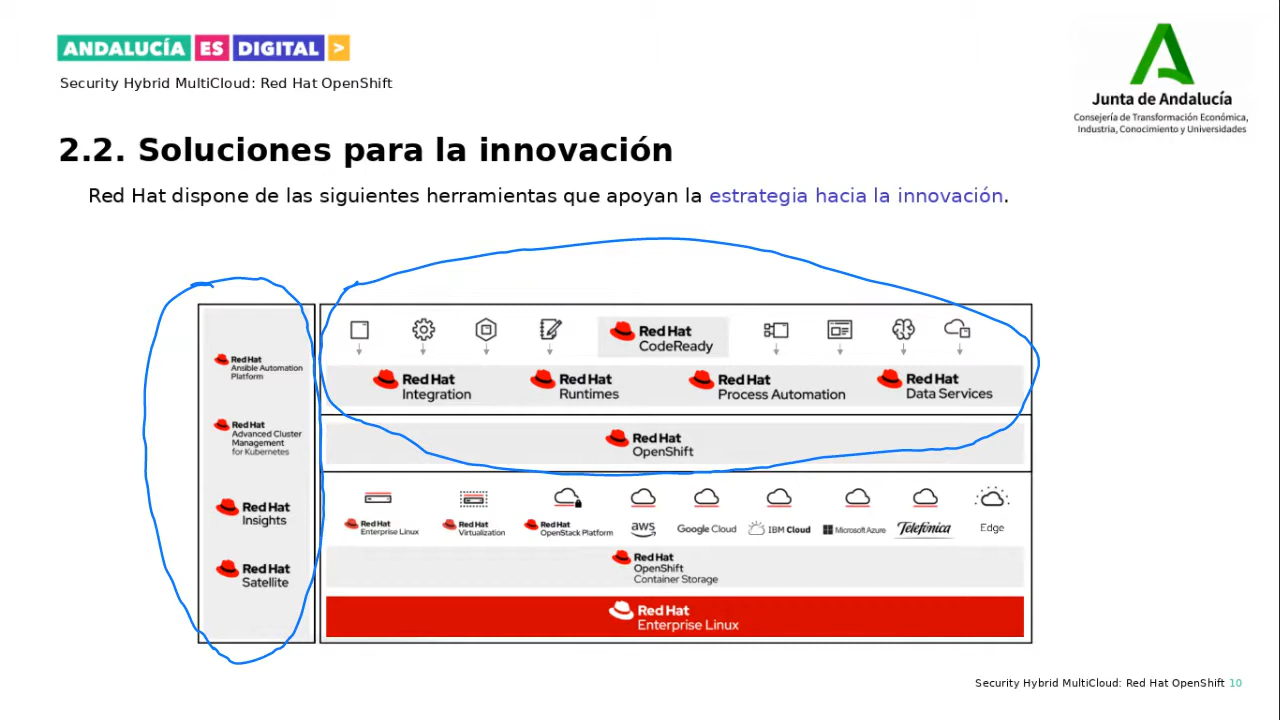 ANDALUCÍA ES DIGITAL >
Security Hybrid MultiCloud: Red Hat OpenShift
Junta de Andalucía
Consejería de Transformación Económica,
Industria, Conocimiento y Universidades
2.2. Soluciones para la innovación
Red Hat dispone de las siguientes herramientas que apoyan la estrategia hacia la innovación.
Red Hat
Ansible Automation
Platform
Red Hat
Advanced Cluster
Management
for Kubernetes
Red Hat
Insights
Red Hat
Satellite
Red Hat
CodeReady
Red Hat
Integration
Red Hat
Runtimes
Red Hat
Process Automation
Red Hat
Data Services
Red Hat
OpenShift
Red Hat
Enterprise Linux
Red Hat
Virtualization
Red Hat
OpenStack Platform
aws
Google Cloud
IBM Cloud
Microsoft Azure
Telefónica
Edge
Red Hat
OpenShift
Container Storage
Red Hat
Enterprise Linux
Security Hybrid MultiCloud: Red Hat OpenShift 10